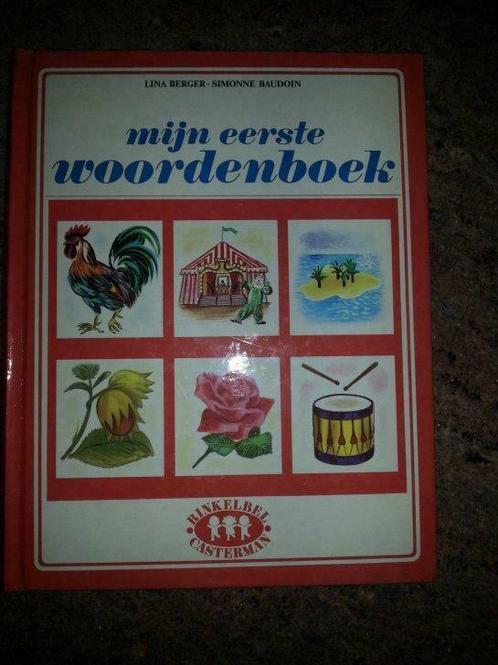 LINA BERGER - SIMONNE BAUDOIN
mijn eerste
woordenboek
RINKELBEL
CASTERMAN